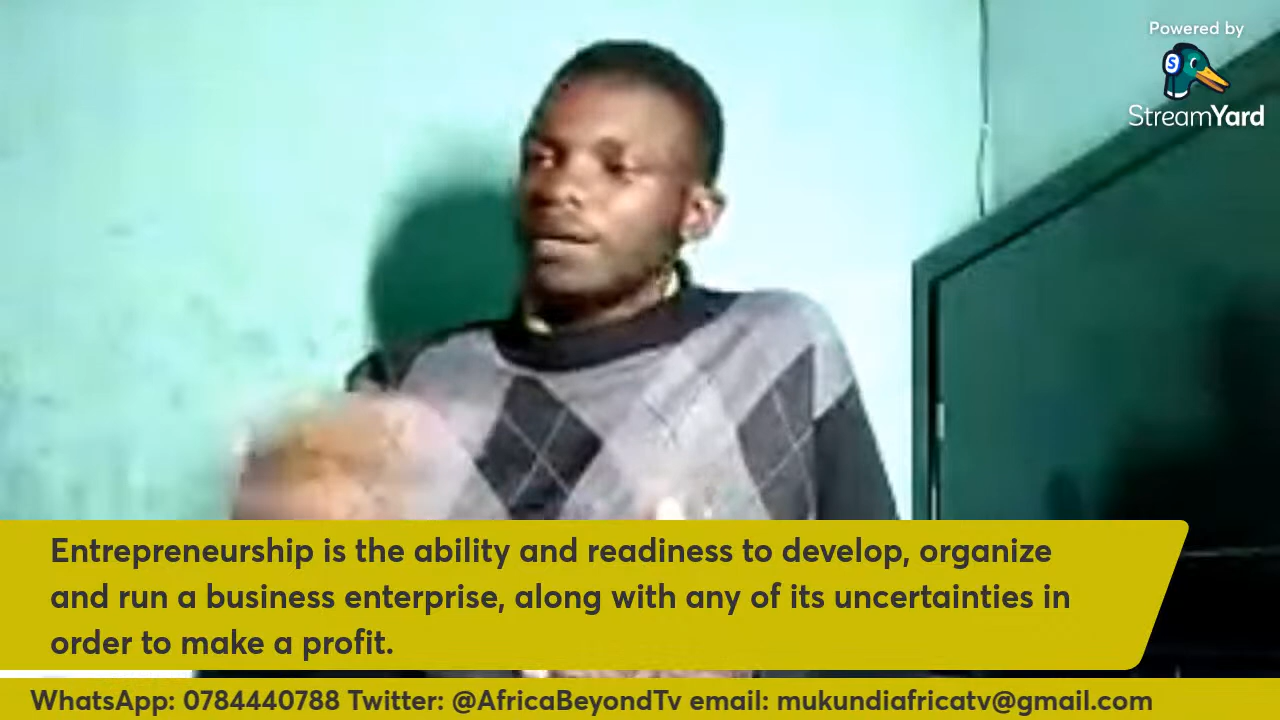 Powered by
S
StreamYard
Entrepreneurship is the ability and readiness to develop, organize
and run a business enterprise, along with any of its uncertainties in
order to make a profit.
WhatsApp: 0784440788 Twitter: @AfricaBeyondTv email: mukundiafricatv@gmail.com